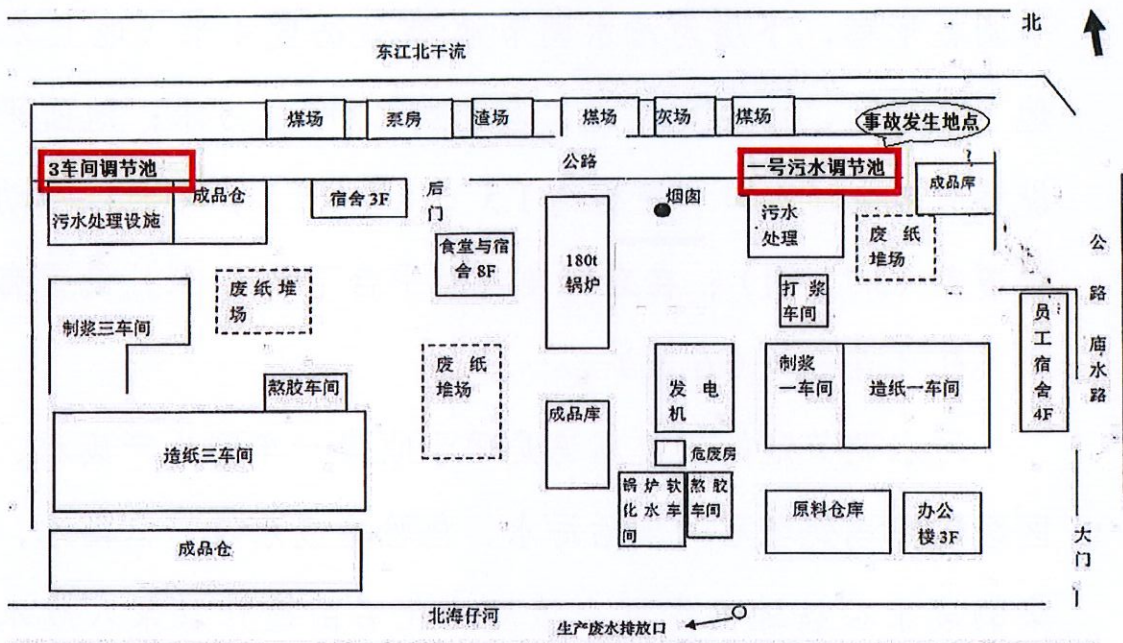 北
东江北干流
煤场
泵房
渣场
煤场
灰场
煤场
事故发生地点
3车间调节池
公路
一号污水调节池
成品仓
宿舍 3F
后
门
烟囱
成品库
污水处理设施
污水
处理
食堂与宿
舍 8F
180t
锅炉
废纸
堆场
公
路
庙
水
路
废 纸 堆
场
打浆
车间
员
工
宿
舍
4F
制浆三车间
废 纸
堆场
制浆
一车间
造纸一车间
发 电
机
熬胶车间
成品库
造纸三车间
危废房
锅 炉 软
化 水 车
间
熬 胶
车间
原料仓库
办公
楼 3F
大
门
成品仓
北海仔河
生产废水排放口